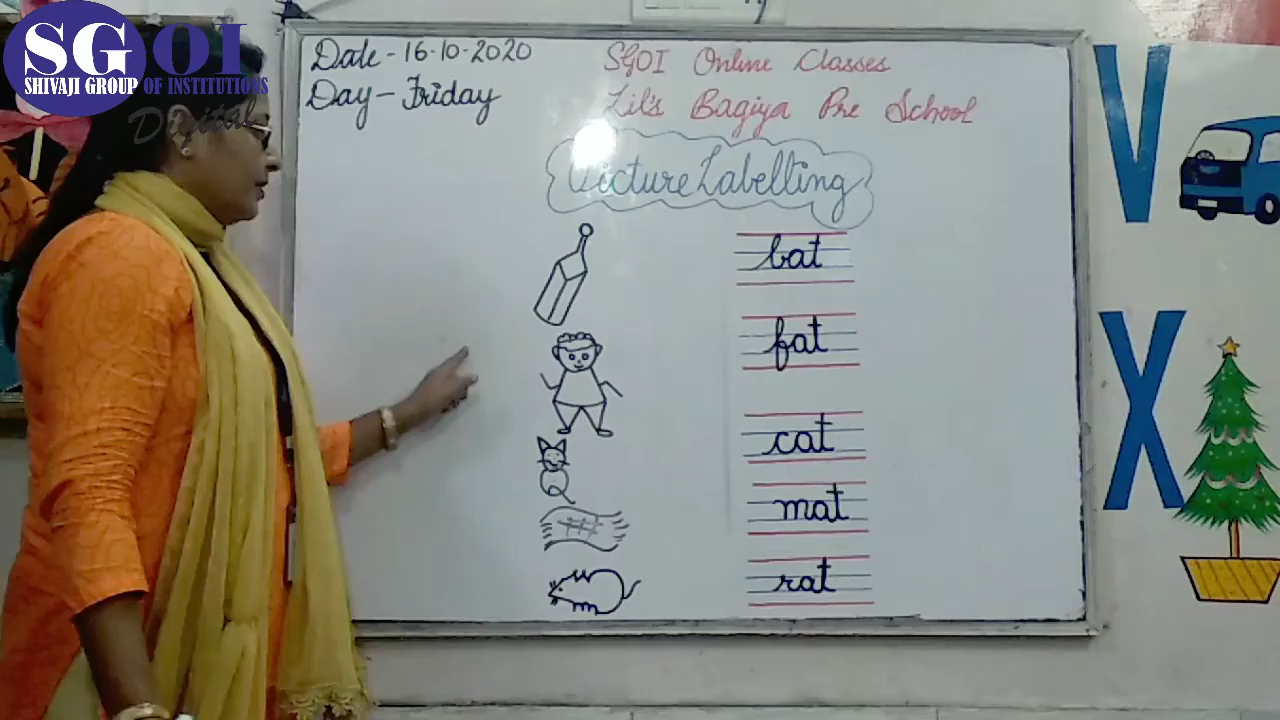 SGOI
SHIVAJI GROUP OF INSTITUTIONS
Digital
Date - 16-10-2020
Day - Friday
SGOI Online Classes
Lil's Bagiya Pre School
Picture Labelling
bat
fat
cat
mat
rat
V
X